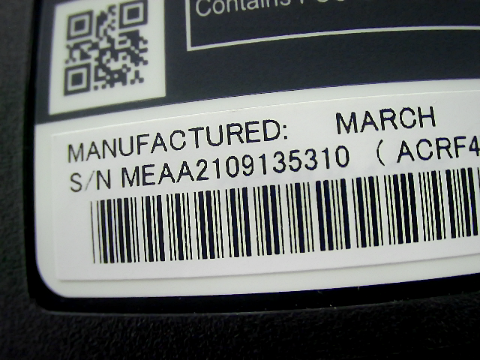 Contains
MANUFACTURED: MARCH
S/N MEAA2109135310 ( ACRF4